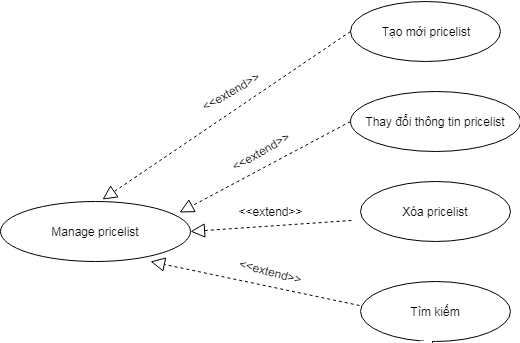 Tạo mới pricelist
<<extend>>
Thay đổi thông tin pricelist
<<extend>>
Xóa pricelist
<<extend>>
Manage pricelist
<<extend>>
Tìm kiếm